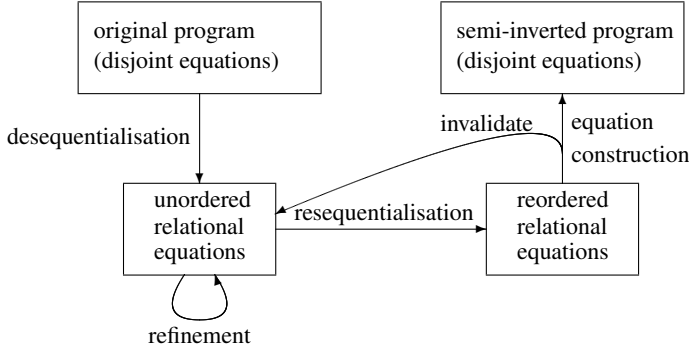 original program
(disjoint equations)
semi-inverted program
(disjoint equations)
desequentialisation
invalidate
equation
construction
unordered
relational
equations
resequentialisation
reordered
relational
equations
refinement